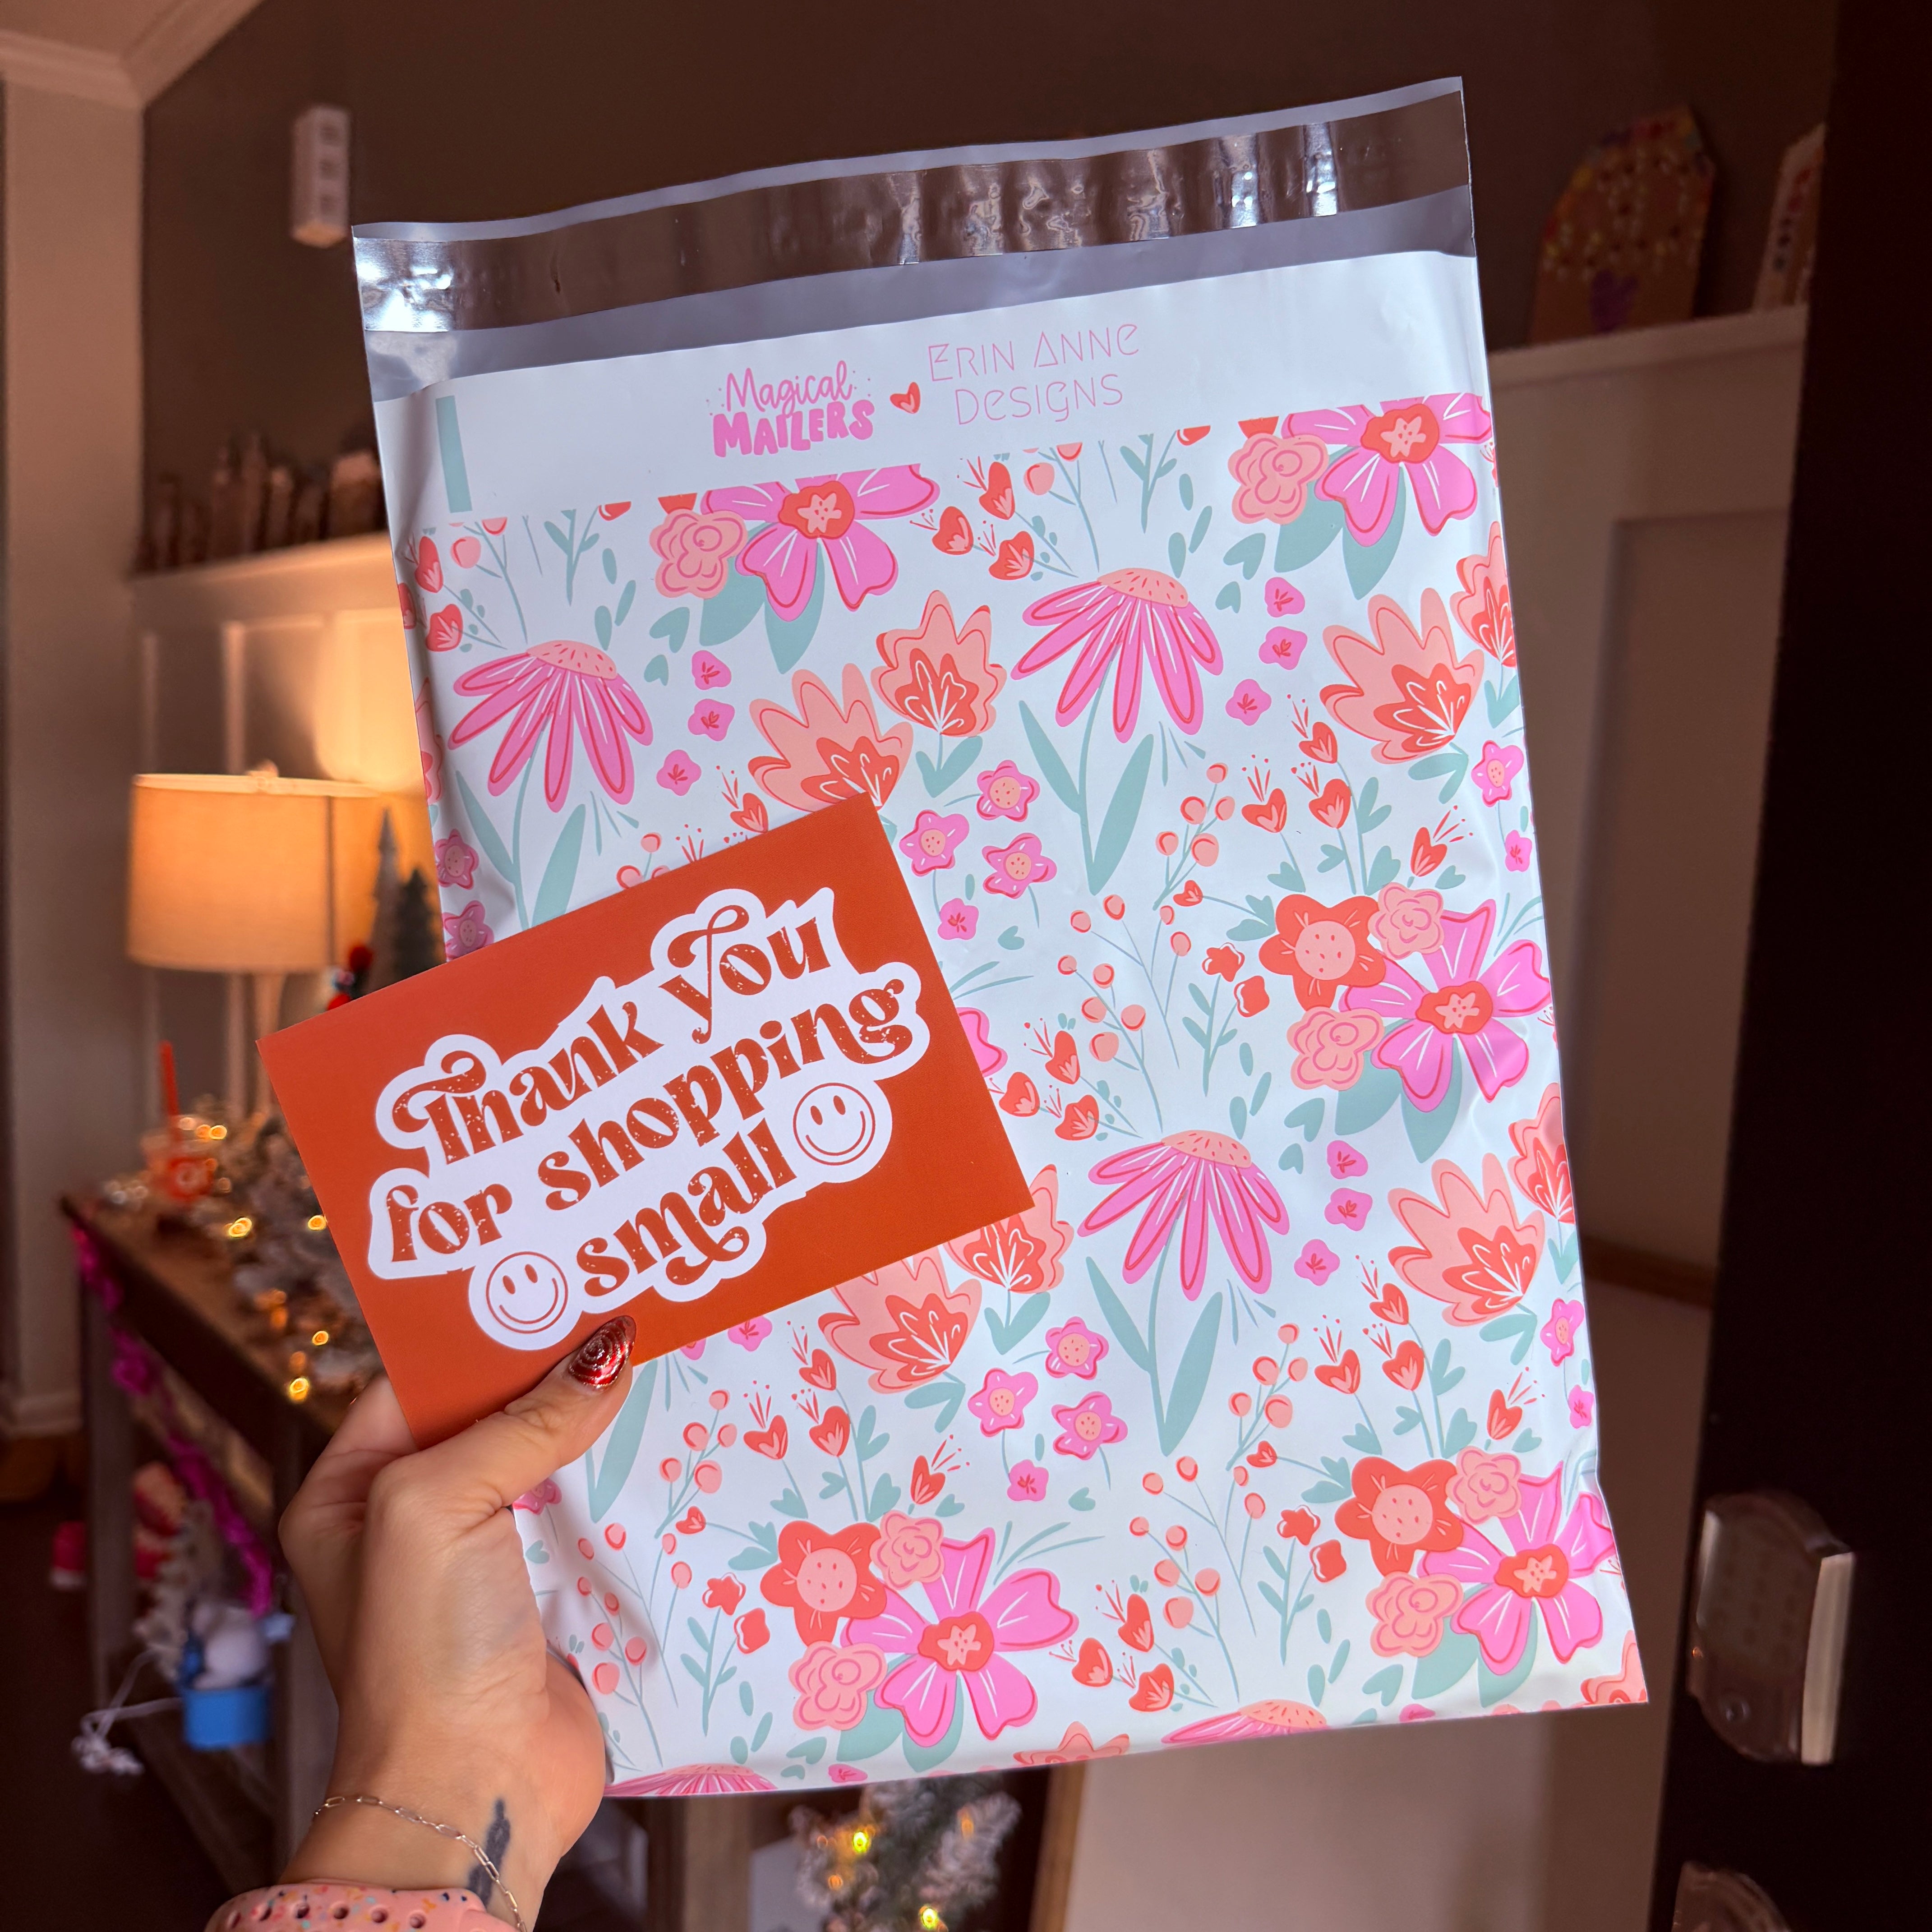 Magical
MAILERS
ERIN ANNE
DESIGNS
Thank you
for shopping
small